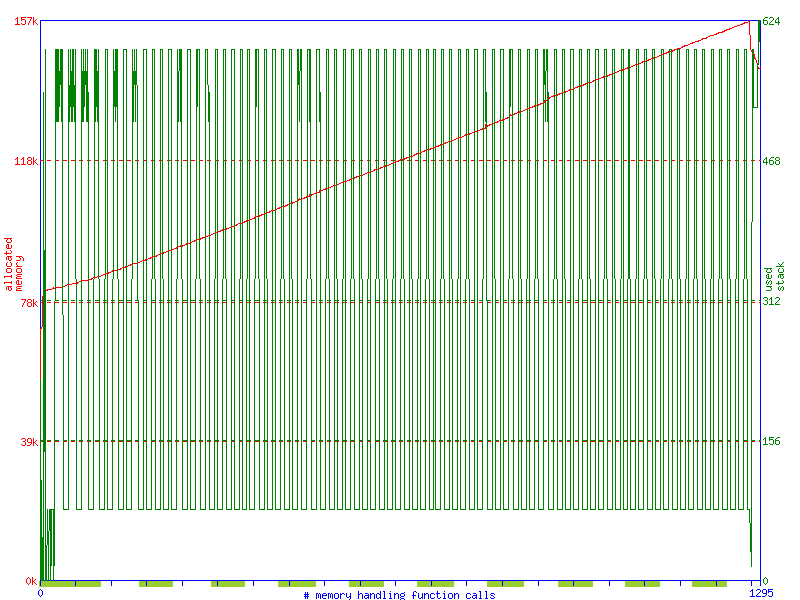 157k
624
118k
468
allocated
memory
used
stack
78k
312
39k
156
0k
0
0
# memory handling function calls
1295